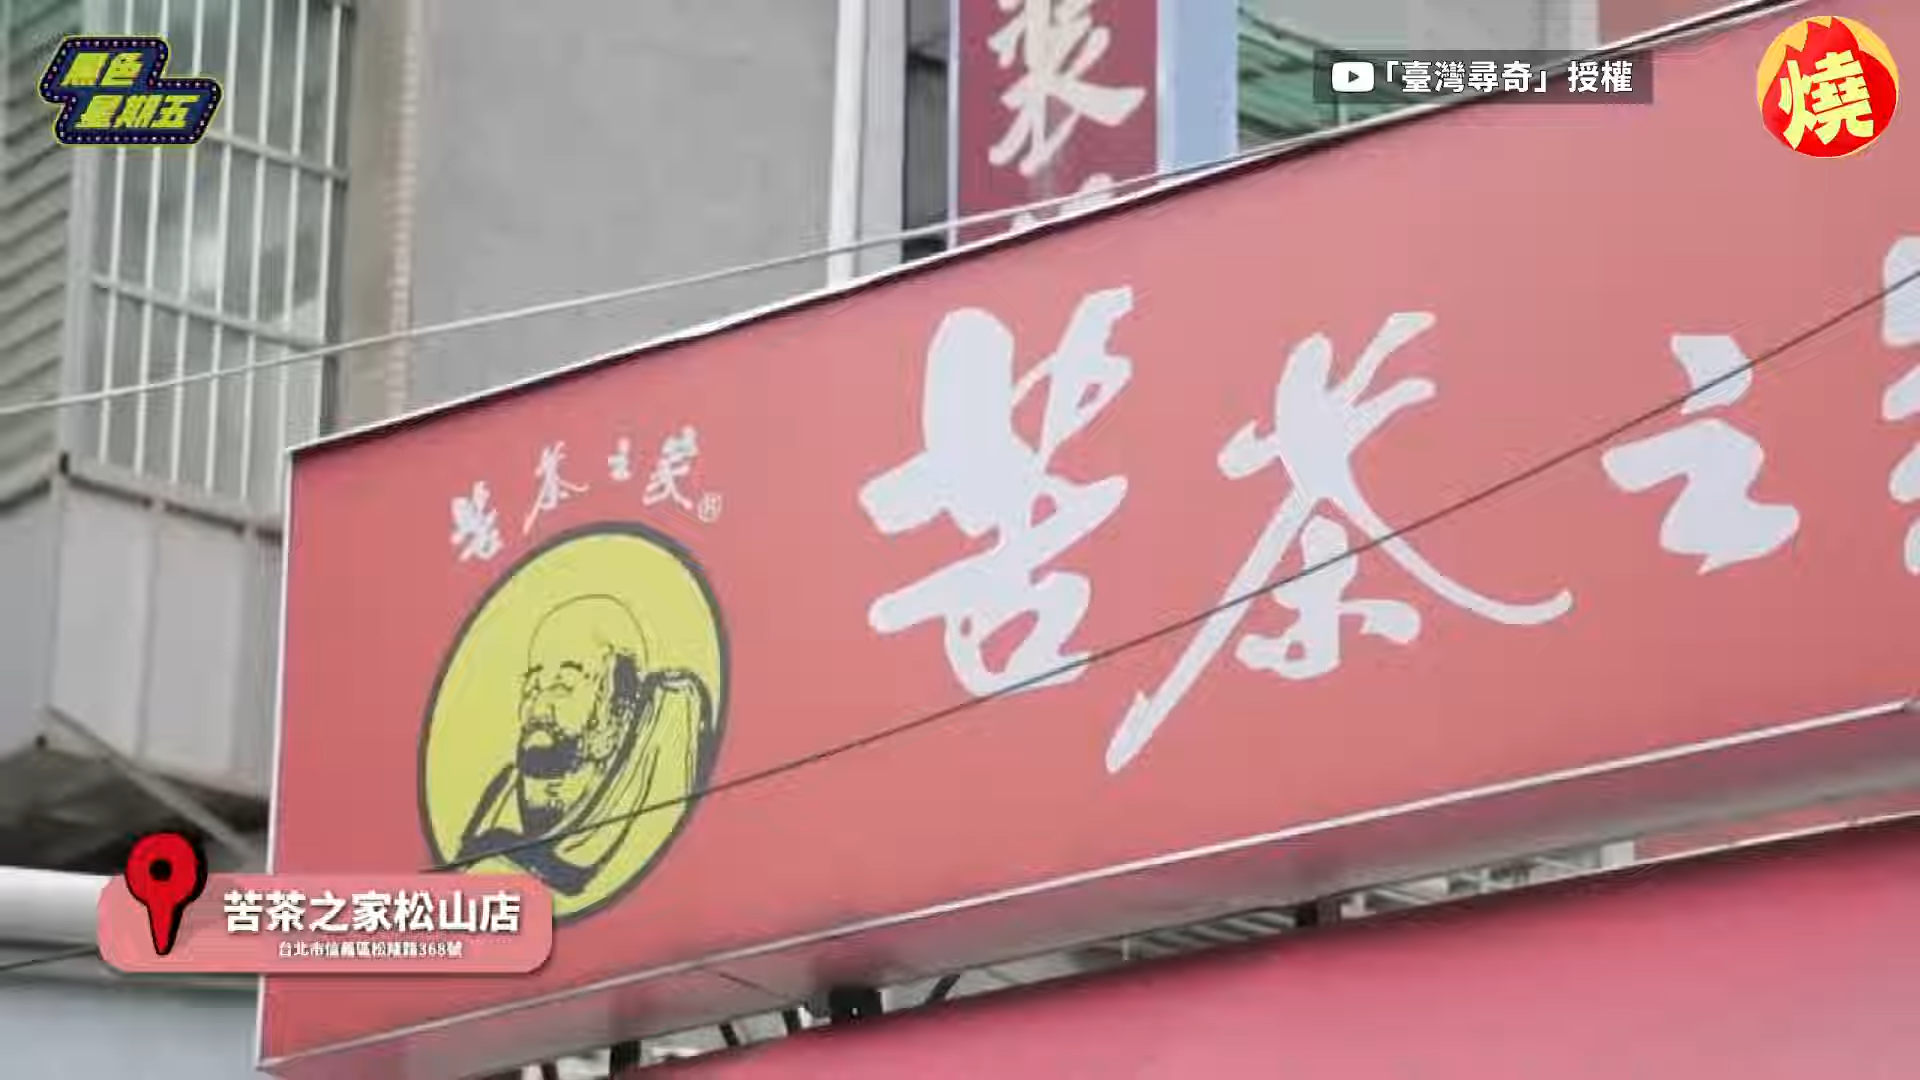 黑色
星期五
「臺灣尋奇」授權
燒
裝
苦茶之家
苦茶之
苦茶之家松山店
台北市信義區松隆路368號